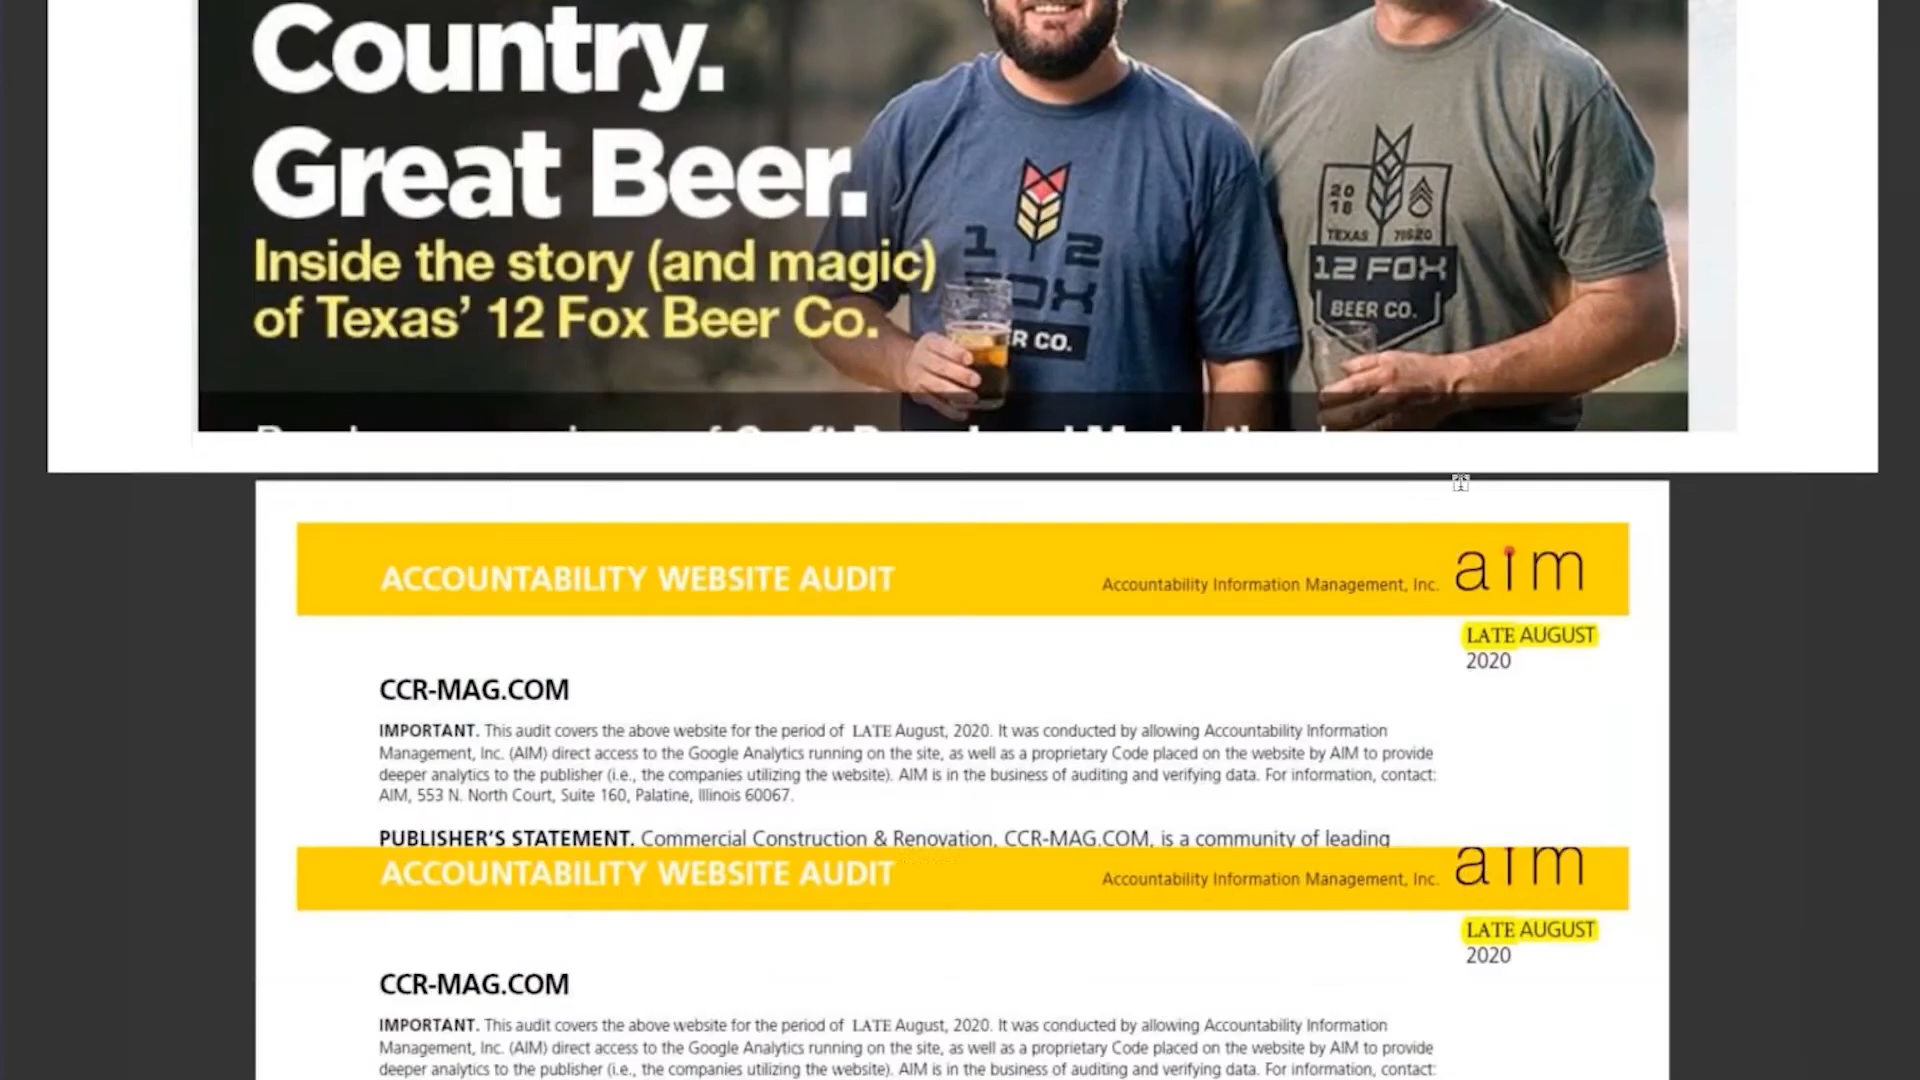 Country.
Great Beer.
Inside the story (and magic)
of Texas' 12 Fox Beer Co.
12
FOX
ER CO.
20
18
TEXAS 78620
12 FOX
BEER CO.
ACCOUNTABILITY WEBSITE AUDIT
Accountability Information Management, Inc. aim
LATE AUGUST
2020
CCR-MAG.COM
IMPORTANT. This audit covers the above website for the period of LATE August, 2020. It was conducted by allowing Accountability Information
Management, Inc. (AIM) direct access to the Google Analytics running on the site, as well as a proprietary Code placed on the website by AIM to provide
deeper analytics to the publisher (i.e., the companies utilizing the website). AIM is in the business of auditing and verifying data. For information, contact:
AIM, 553 N. North Court, Suite 160, Palatine, Illinois 60067.
PUBLISHER'S STATEMENT. Commercial Construction & Renovation, CCR-MAG.COM, is a community of leading
ACCOUNTABILITY WEBSITE AUDIT
Accountability Information Management, Inc. aim
LATE AUGUST
2020
CCR-MAG.COM
IMPORTANT. This audit covers the above website for the period of LATE August, 2020. It was conducted by allowing Accountability Information
Management, Inc. (AIM) direct access to the Google Analytics running on the site, as well as a proprietary Code placed on the website by AIM to provide
deeper analytics to the publisher (i.e., the companies utilizing the website). AIM is in the business of auditing and verifying data. For information, contact: